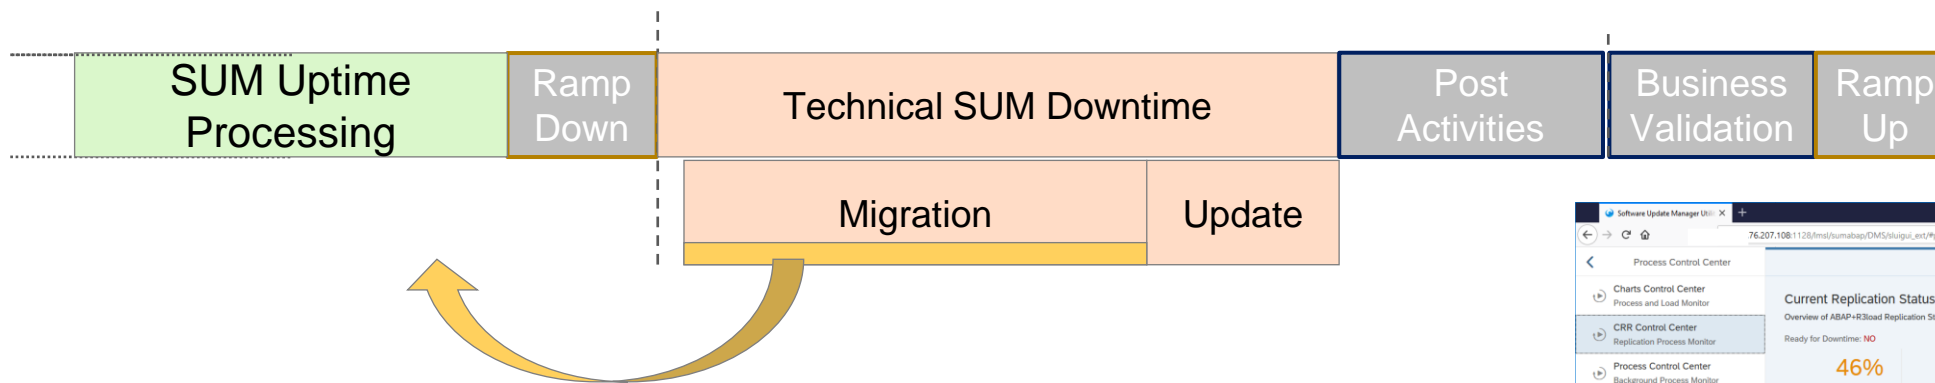 SUM Uptime
Processing
Ramp
Down
Technical SUM Downtime
Post
Activities
Business
Validation
Ramp
Up
Migration
Update
Software Update Manager Utili
76.207.108:1128/lmsl/sumabap/DMS/sluigui_ext/#
Process Control Center
Charts Control Center
Process and Load Monitor
CRR Control Center
Replication Process Monitor
Process Control Center
Background Process Monitor
Current Replication Status
Overview of ABAP+R3load Replication St
Ready for Downtime: NO
46%